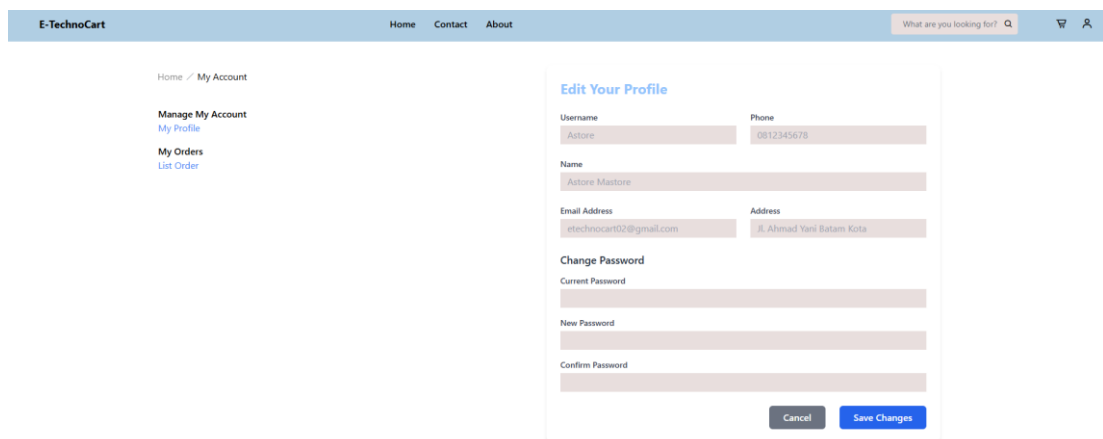 E-TechnoCart Home Contact About What are you looking for?
Home / My Account
Manage My Account
My Profile
My Orders
List Order
Edit Your Profile
Username Phone
Astore 0812345678
Name
Astore Mastore
Email Address Address
etechnocart02@gmail.com Jl. Ahmad Yani Batam Kota
Change Password
Current Password
New Password
Confirm Password
Cancel Save Changes